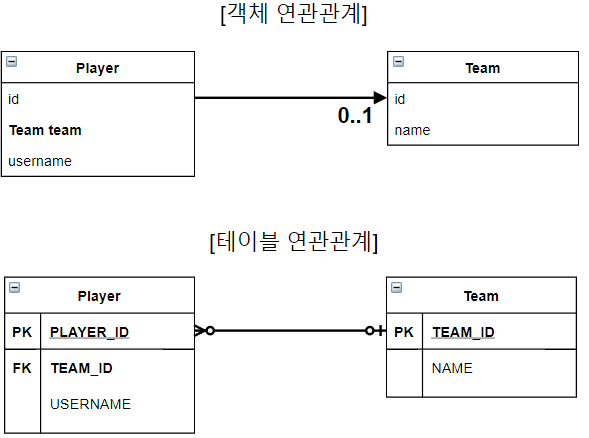 [객체 연관관계]
Player
id
Team team
username
0..1
Team
id
name
[테이블 연관관계]
Player
PK PLAYER_ID
FK TEAM_ID
USERNAME
Team
PK TEAM_ID
NAME